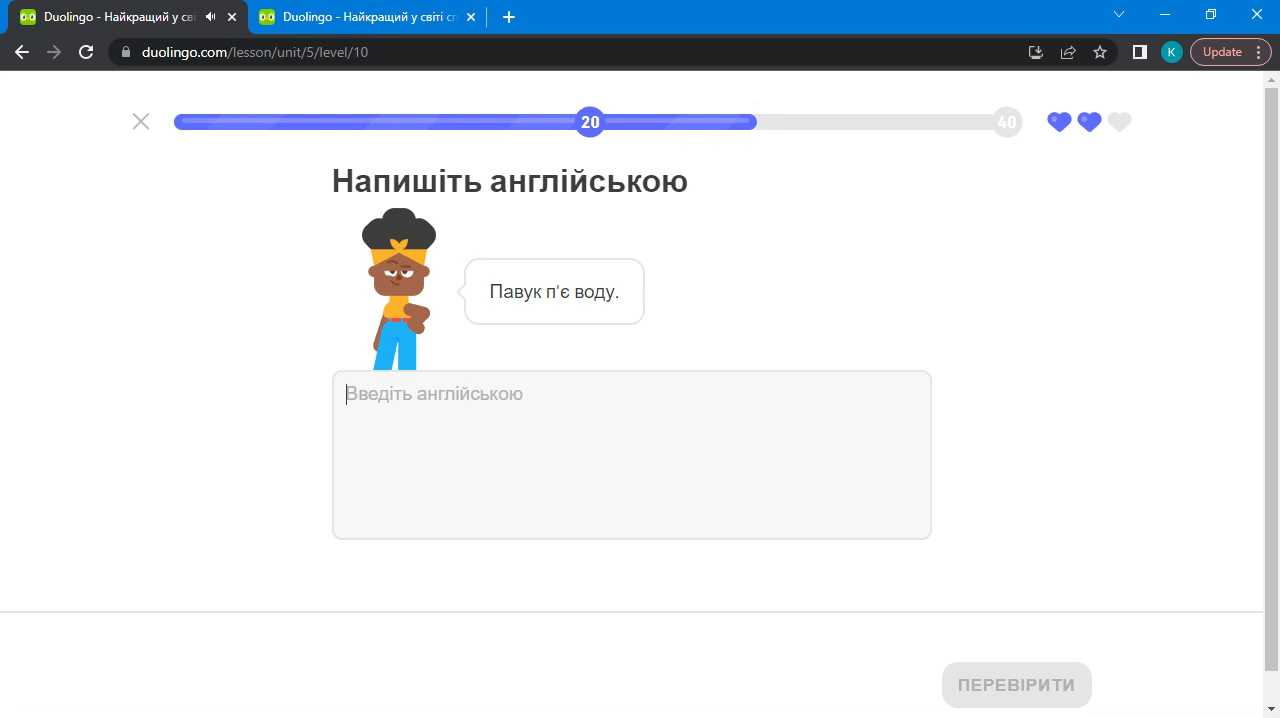 Duolingo - Найкращий у сві
Duolingo - Найкращий у світі сп
duolingo.com/lesson/unit/5/level/10
K
Update
20
40
Напишіть англійською
Павук п'є воду.
Введіть англійською
ПЕРЕВІРИТИ